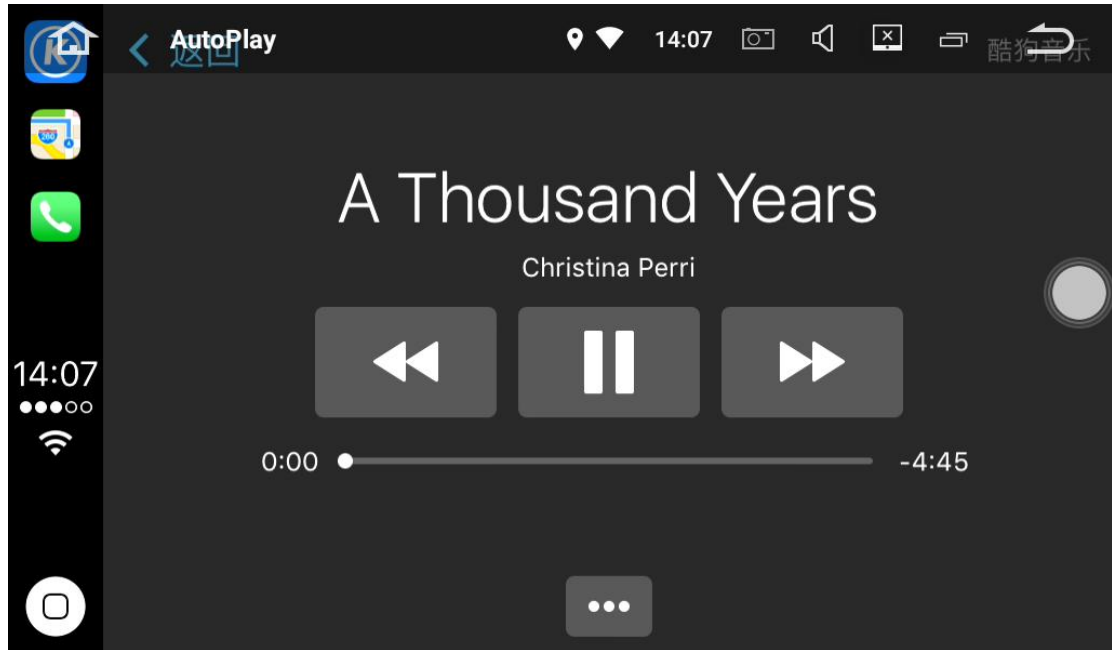 AutoPlay
返回
14:07
酷狗音乐
K
280
A Thousand Years
Christina Perri
14:07
0:00
-4:45